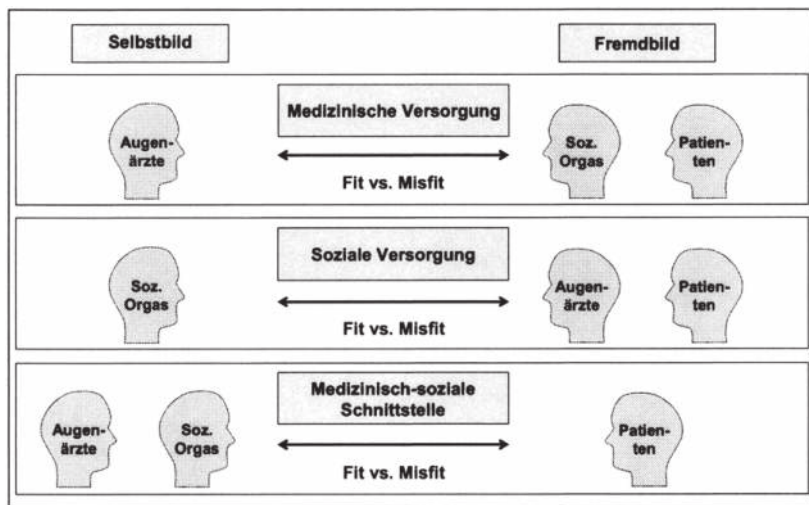 Selbstbild
Fremdbild
Medizinische Versorgung
Augen-
ärzte
Fit vs. Misfit
Soz.
Orgas
Patien-
ten
Soziale Versorgung
Soz.
Orgas
Fit vs. Misfit
Augen-
ärzte
Patien-
ten
Medizinisch-soziale
Schnittstelle
Augen-
ärzte
Soz.
Orgas
Fit vs. Misfit
Patien-
ten